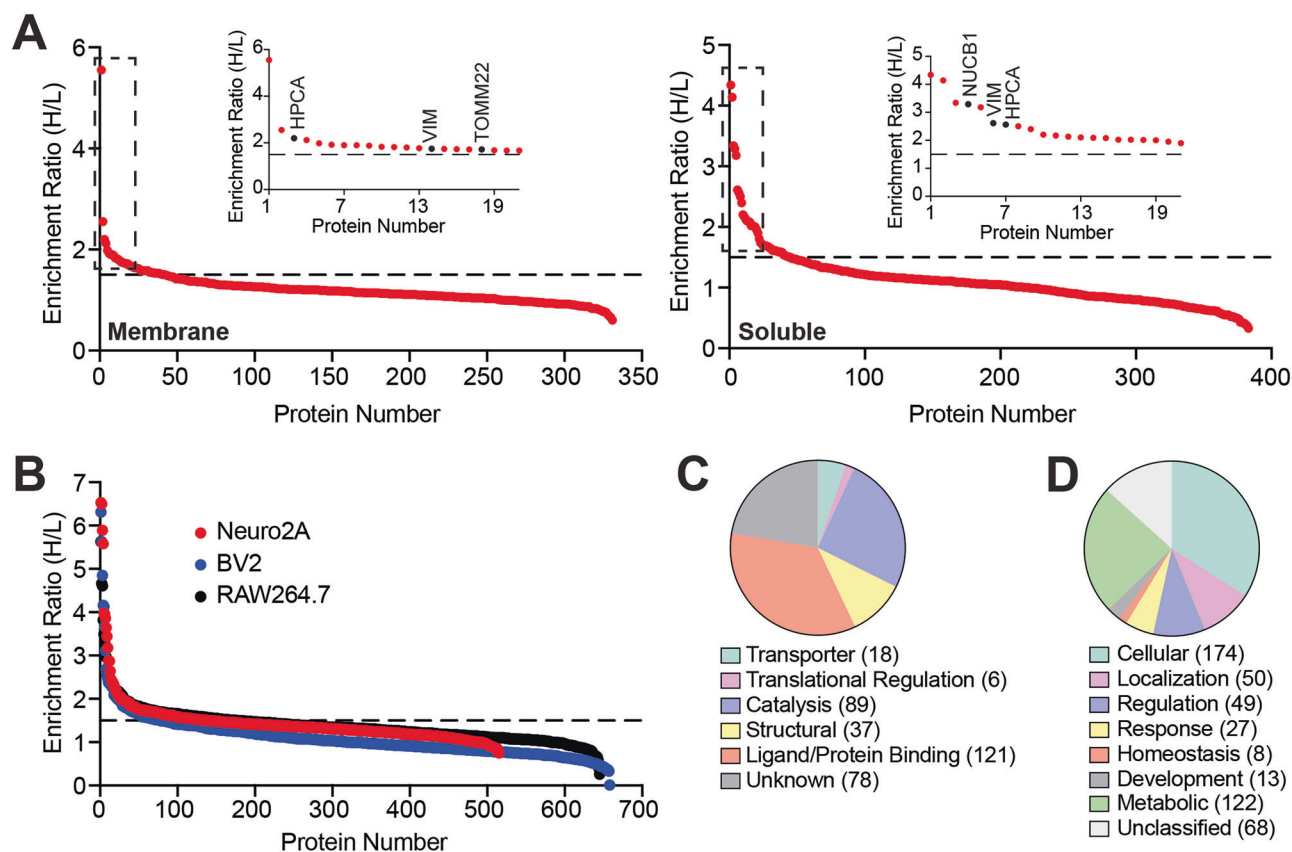 A
Enrichment Ratio (H/L)
6
4
2
0
0
50
100
150
200
250
300
350
Protein Number
Membrane
Enrichment Ratio (H/L)
6
4
2
0
1
7
13
19
Protein Number
HPCA
VIM
TOMM22
Enrichment Ratio (H/L)
5
4
3
2
1
0
0
100
200
300
400
Protein Number
Soluble
Enrichment Ratio (H/L)
5
4
3
2
1
0
1
7
13
19
Protein Number
NUCB1
VIM
HPCA
B
Enrichment Ratio (H/L)
7
6
5
4
3
2
1
0
0
100
200
300
400
500
600
700
Protein Number
Neuro2A
BV2
RAW264.7
C
Transporter (18)
Translational Regulation (6)
Catalysis (89)
Structural (37)
Ligand/Protein Binding (121)
Unknown (78)
D
Cellular (174)
Localization (50)
Regulation (49)
Response (27)
Homeostasis (8)
Development (13)
Metabolic (122)
Unclassified (68)